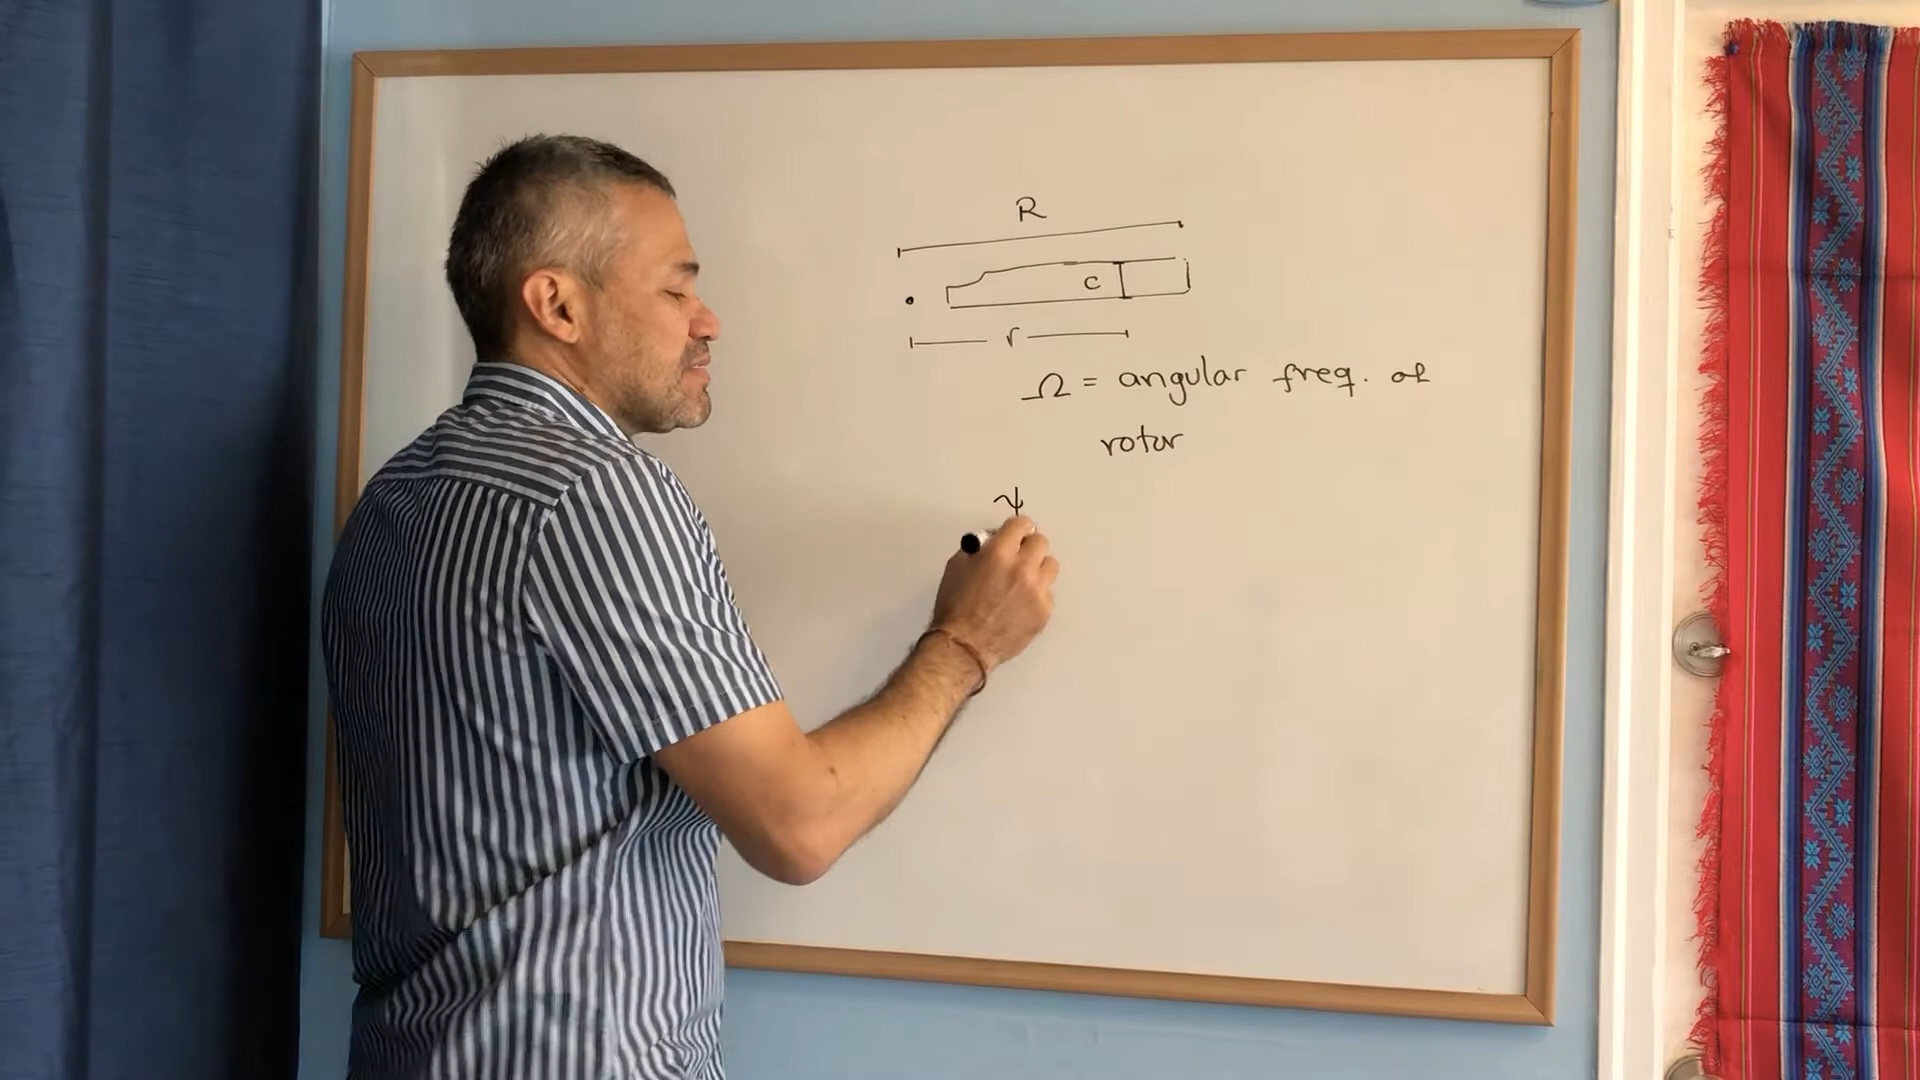 R
c
r
Ω = angular freq. of
rotor
ψ